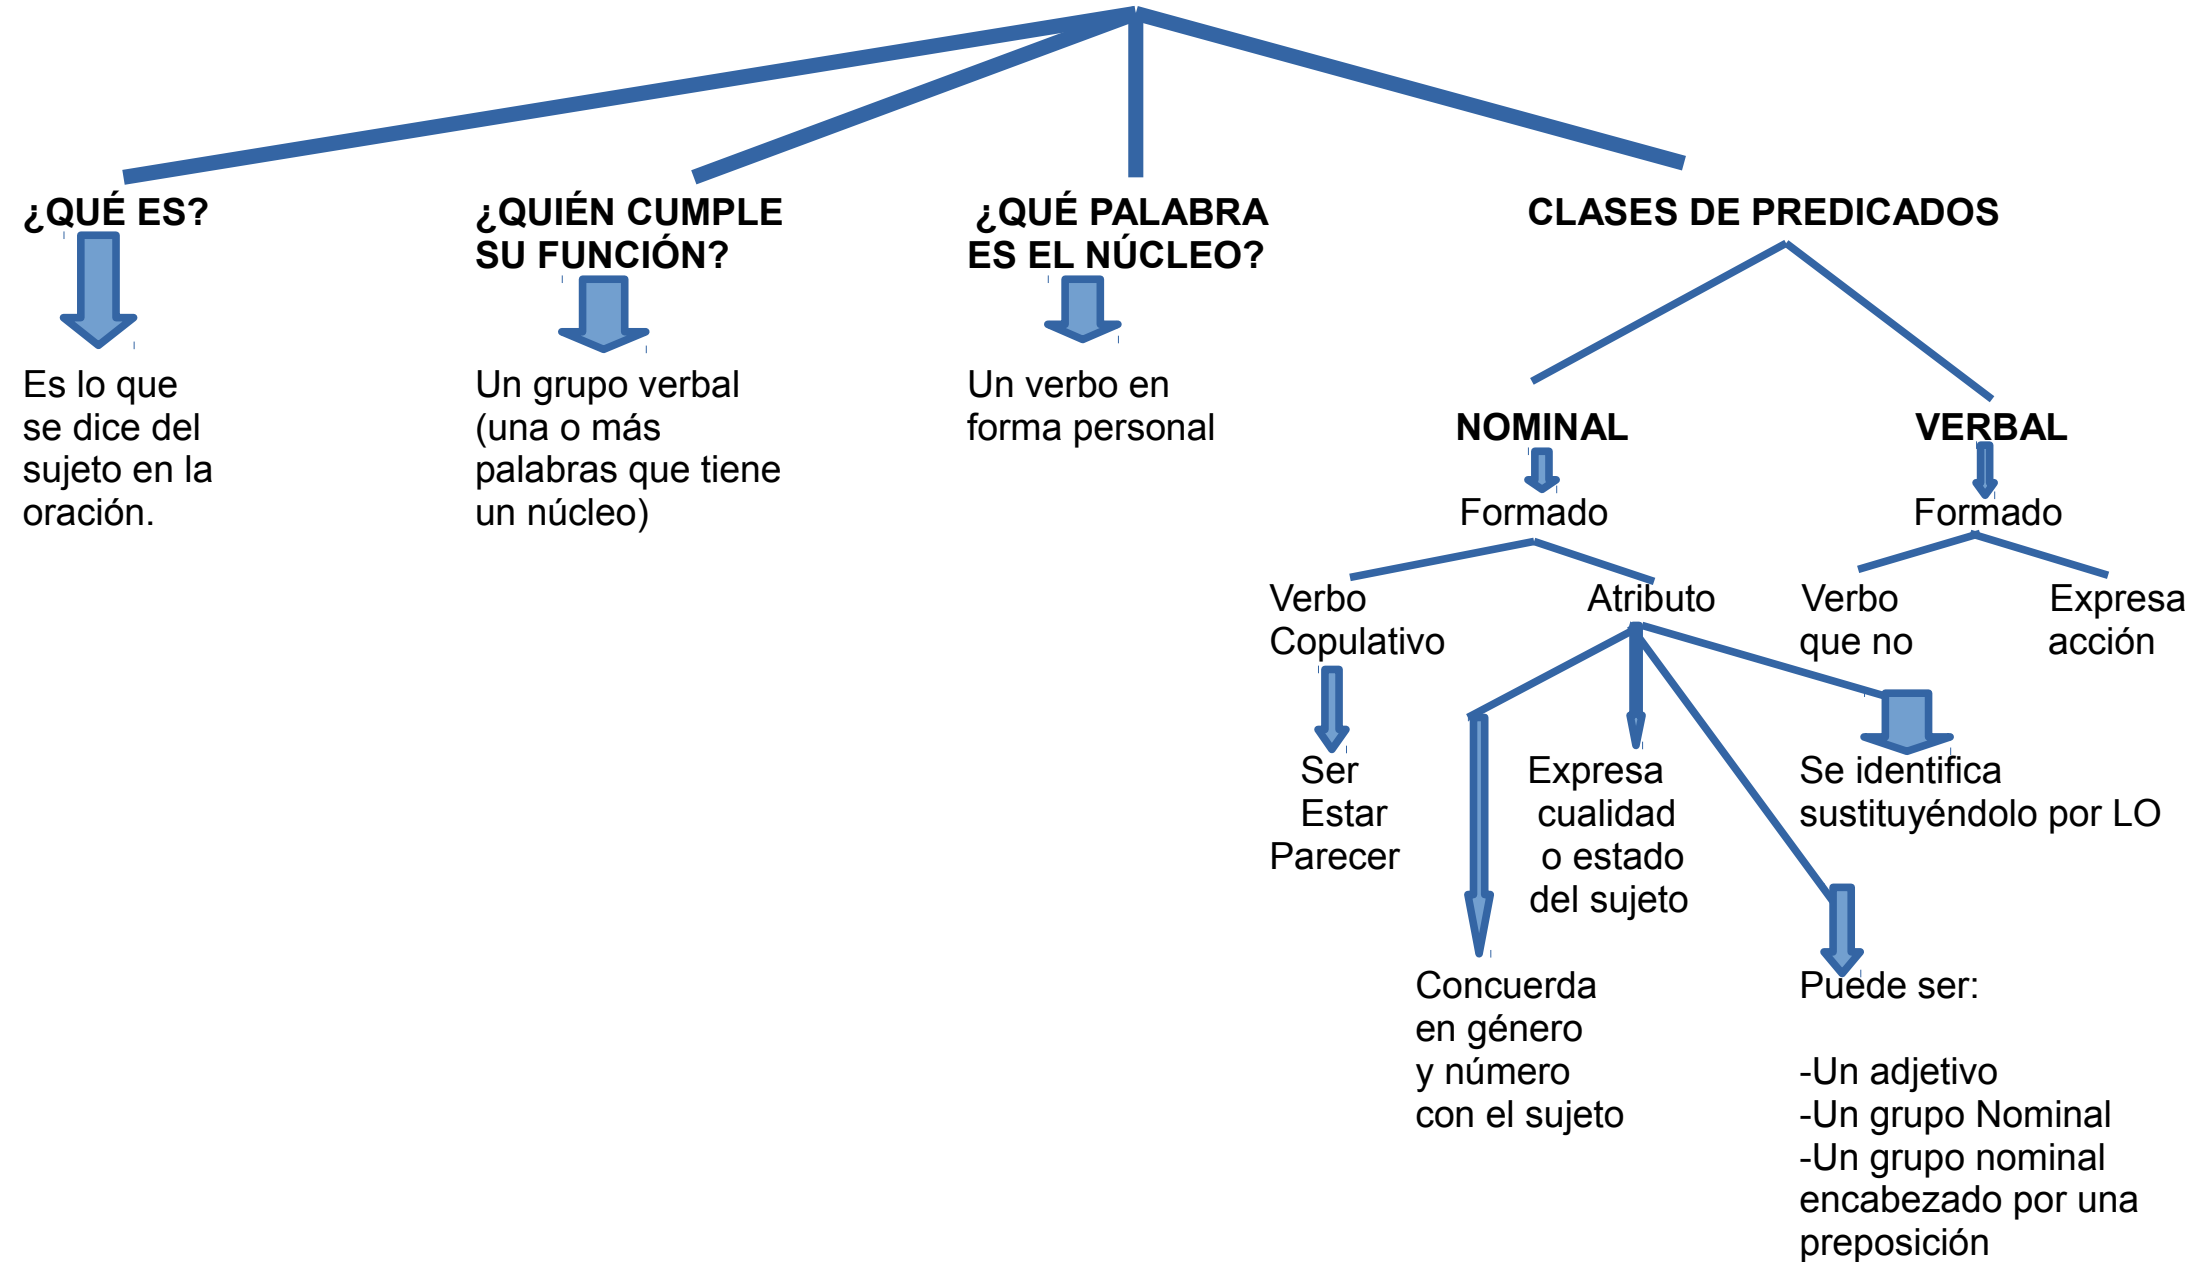 ¿QUÉ ES?
¿QUIÉN CUMPLE
SU FUNCIÓN?
¿QUÉ PALABRA
ES EL NÚCLEO?
CLASES DE PREDICADOS
Es lo que
se dice del
sujeto en la
oración.
Un grupo verbal
(una o más
palabras que tiene
un núcleo)
Un verbo en
forma personal
NOMINAL
VERBAL
Formado
Formado
Verbo
Copulativo
Atributo
Verbo
que no
Expresa
acción
Ser
Estar
Parecer
Expresa
cualidad
o estado
del sujeto
Se identifica
sustituyéndolo por LO
Concuerda
en género
y número
con el sujeto
Puede ser:
-Un adjetivo
-Un grupo Nominal
-Un grupo nominal
encabezado por una
preposición